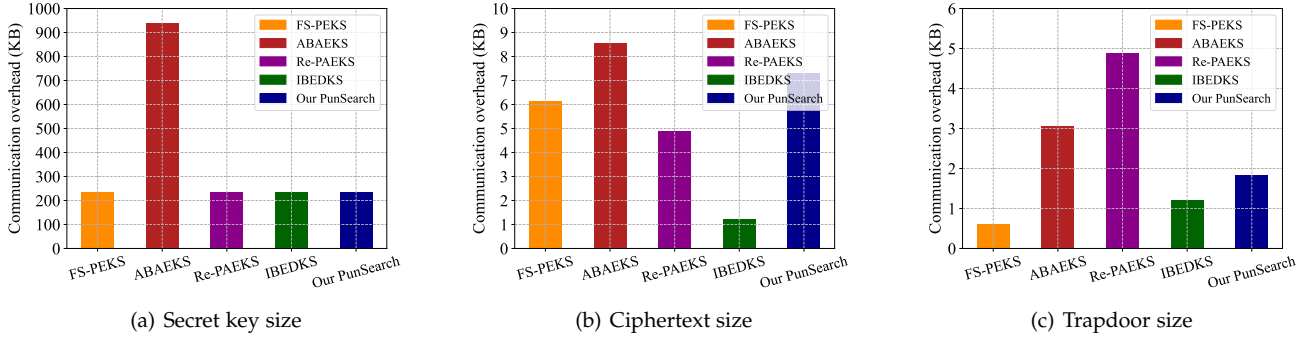 Communication overhead (KB)
1000
900
800
700
600
500
400
300
200
100
0
FS-PEKS
ABAEKS
Re-PAEKS
IBEDKS
Our PunSearch
FS-PEKS
ABAEKS
Re-PAEKS
IBEDKS
Our PunSearch
(a) Secret key size
Communication overhead (KB)
10
9
8
7
6
5
4
3
2
1
0
FS-PEKS
ABAEKS
Re-PAEKS
IBEDKS
Our PunSearch
FS-PEKS
ABAEKS
Re-PAEKS
IBEDKS
Our PunSearch
(b) Ciphertext size
Communication overhead (KB)
6
5
4
3
2
1
0
FS-PEKS
ABAEKS
Re-PAEKS
IBEDKS
Our PunSearch
FS-PEKS
ABAEKS
Re-PAEKS
IBEDKS
Our PunSearch
(c) Trapdoor size